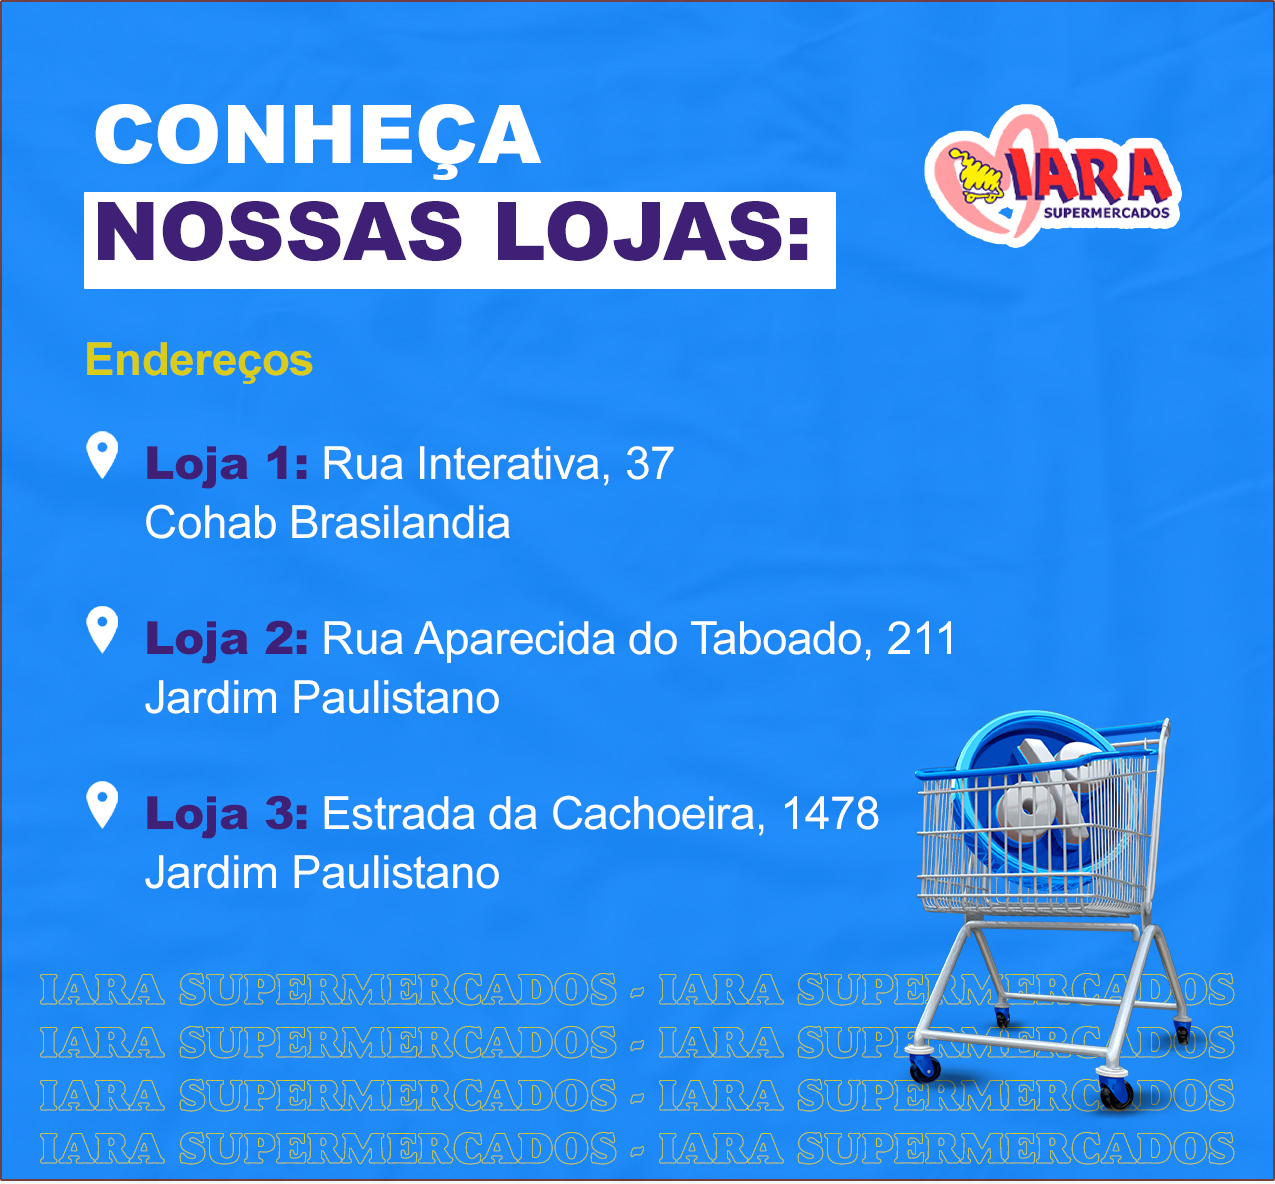 CONHEÇA
IARA
SUPERMERCADOS
NOSSAS LOJAS:
Endereços
Loja 1: Rua Interativa, 37
Cohab Brasilandia
Loja 2: Rua Aparecida do Taboado, 211
Jardim Paulistano
Loja 3: Estrada da Cachoeira, 1478
Jardim Paulistano
%
IARA SUPERMERCADOS - IARA SUPERMERCADOS
IARA SUPERMERCADOS - IARA SUPERMERCADOS
IARA SUPERMERCADOS - IARA SUPERMERCADOS
IARA SUPERMERCADOS - IARA SUPERMERCADOS